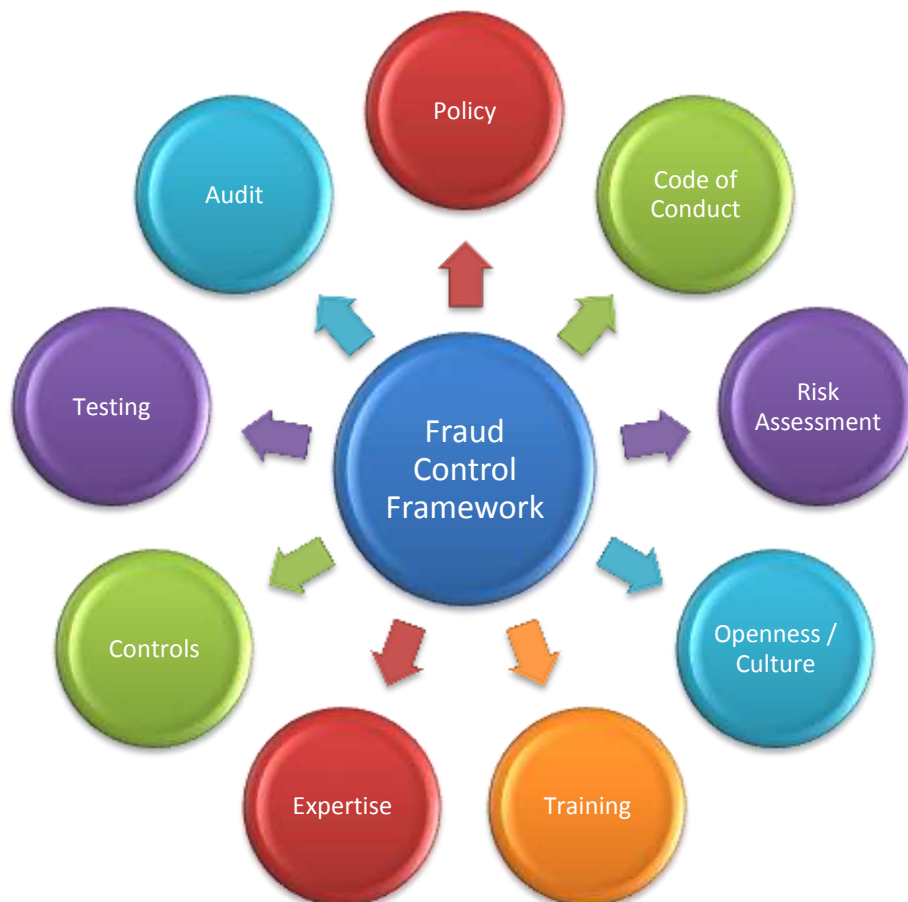 Policy
Code of
Conduct
Risk
Assessment
Openness /
Culture
Training
Expertise
Controls
Testing
Audit
Fraud
Control
Framework